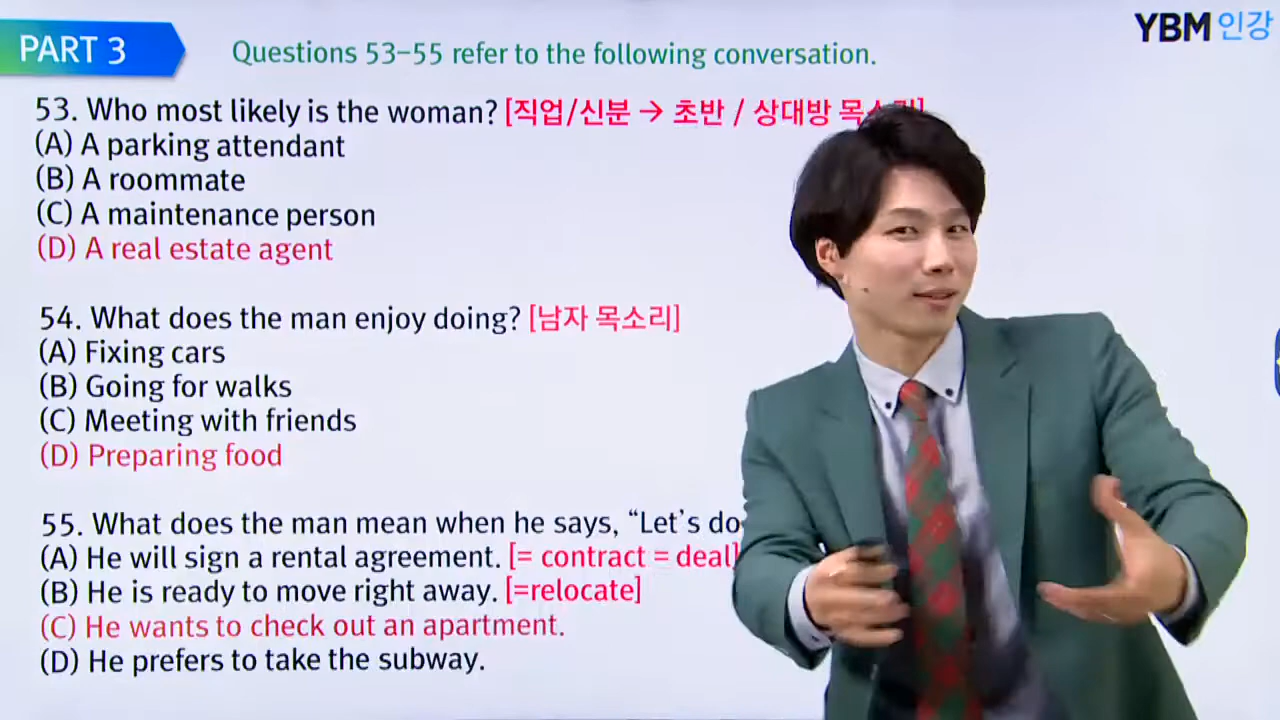 PART 3
Questions 53–55 refer to the following conversation.
YBM 인강
53. Who most likely is the woman? [직업/신분 → 초반 / 상대방 목소리]
(A) A parking attendant
(B) A roommate
(C) A maintenance person
(D) A real estate agent
54. What does the man enjoy doing? [남자 목소리]
(A) Fixing cars
(B) Going for walks
(C) Meeting with friends
(D) Preparing food
55. What does the man mean when he says, “Let’s do
(A) He will sign a rental agreement. [= contract = deal]
(B) He is ready to move right away. [=relocate]
(C) He wants to check out an apartment.
(D) He prefers to take the subway.